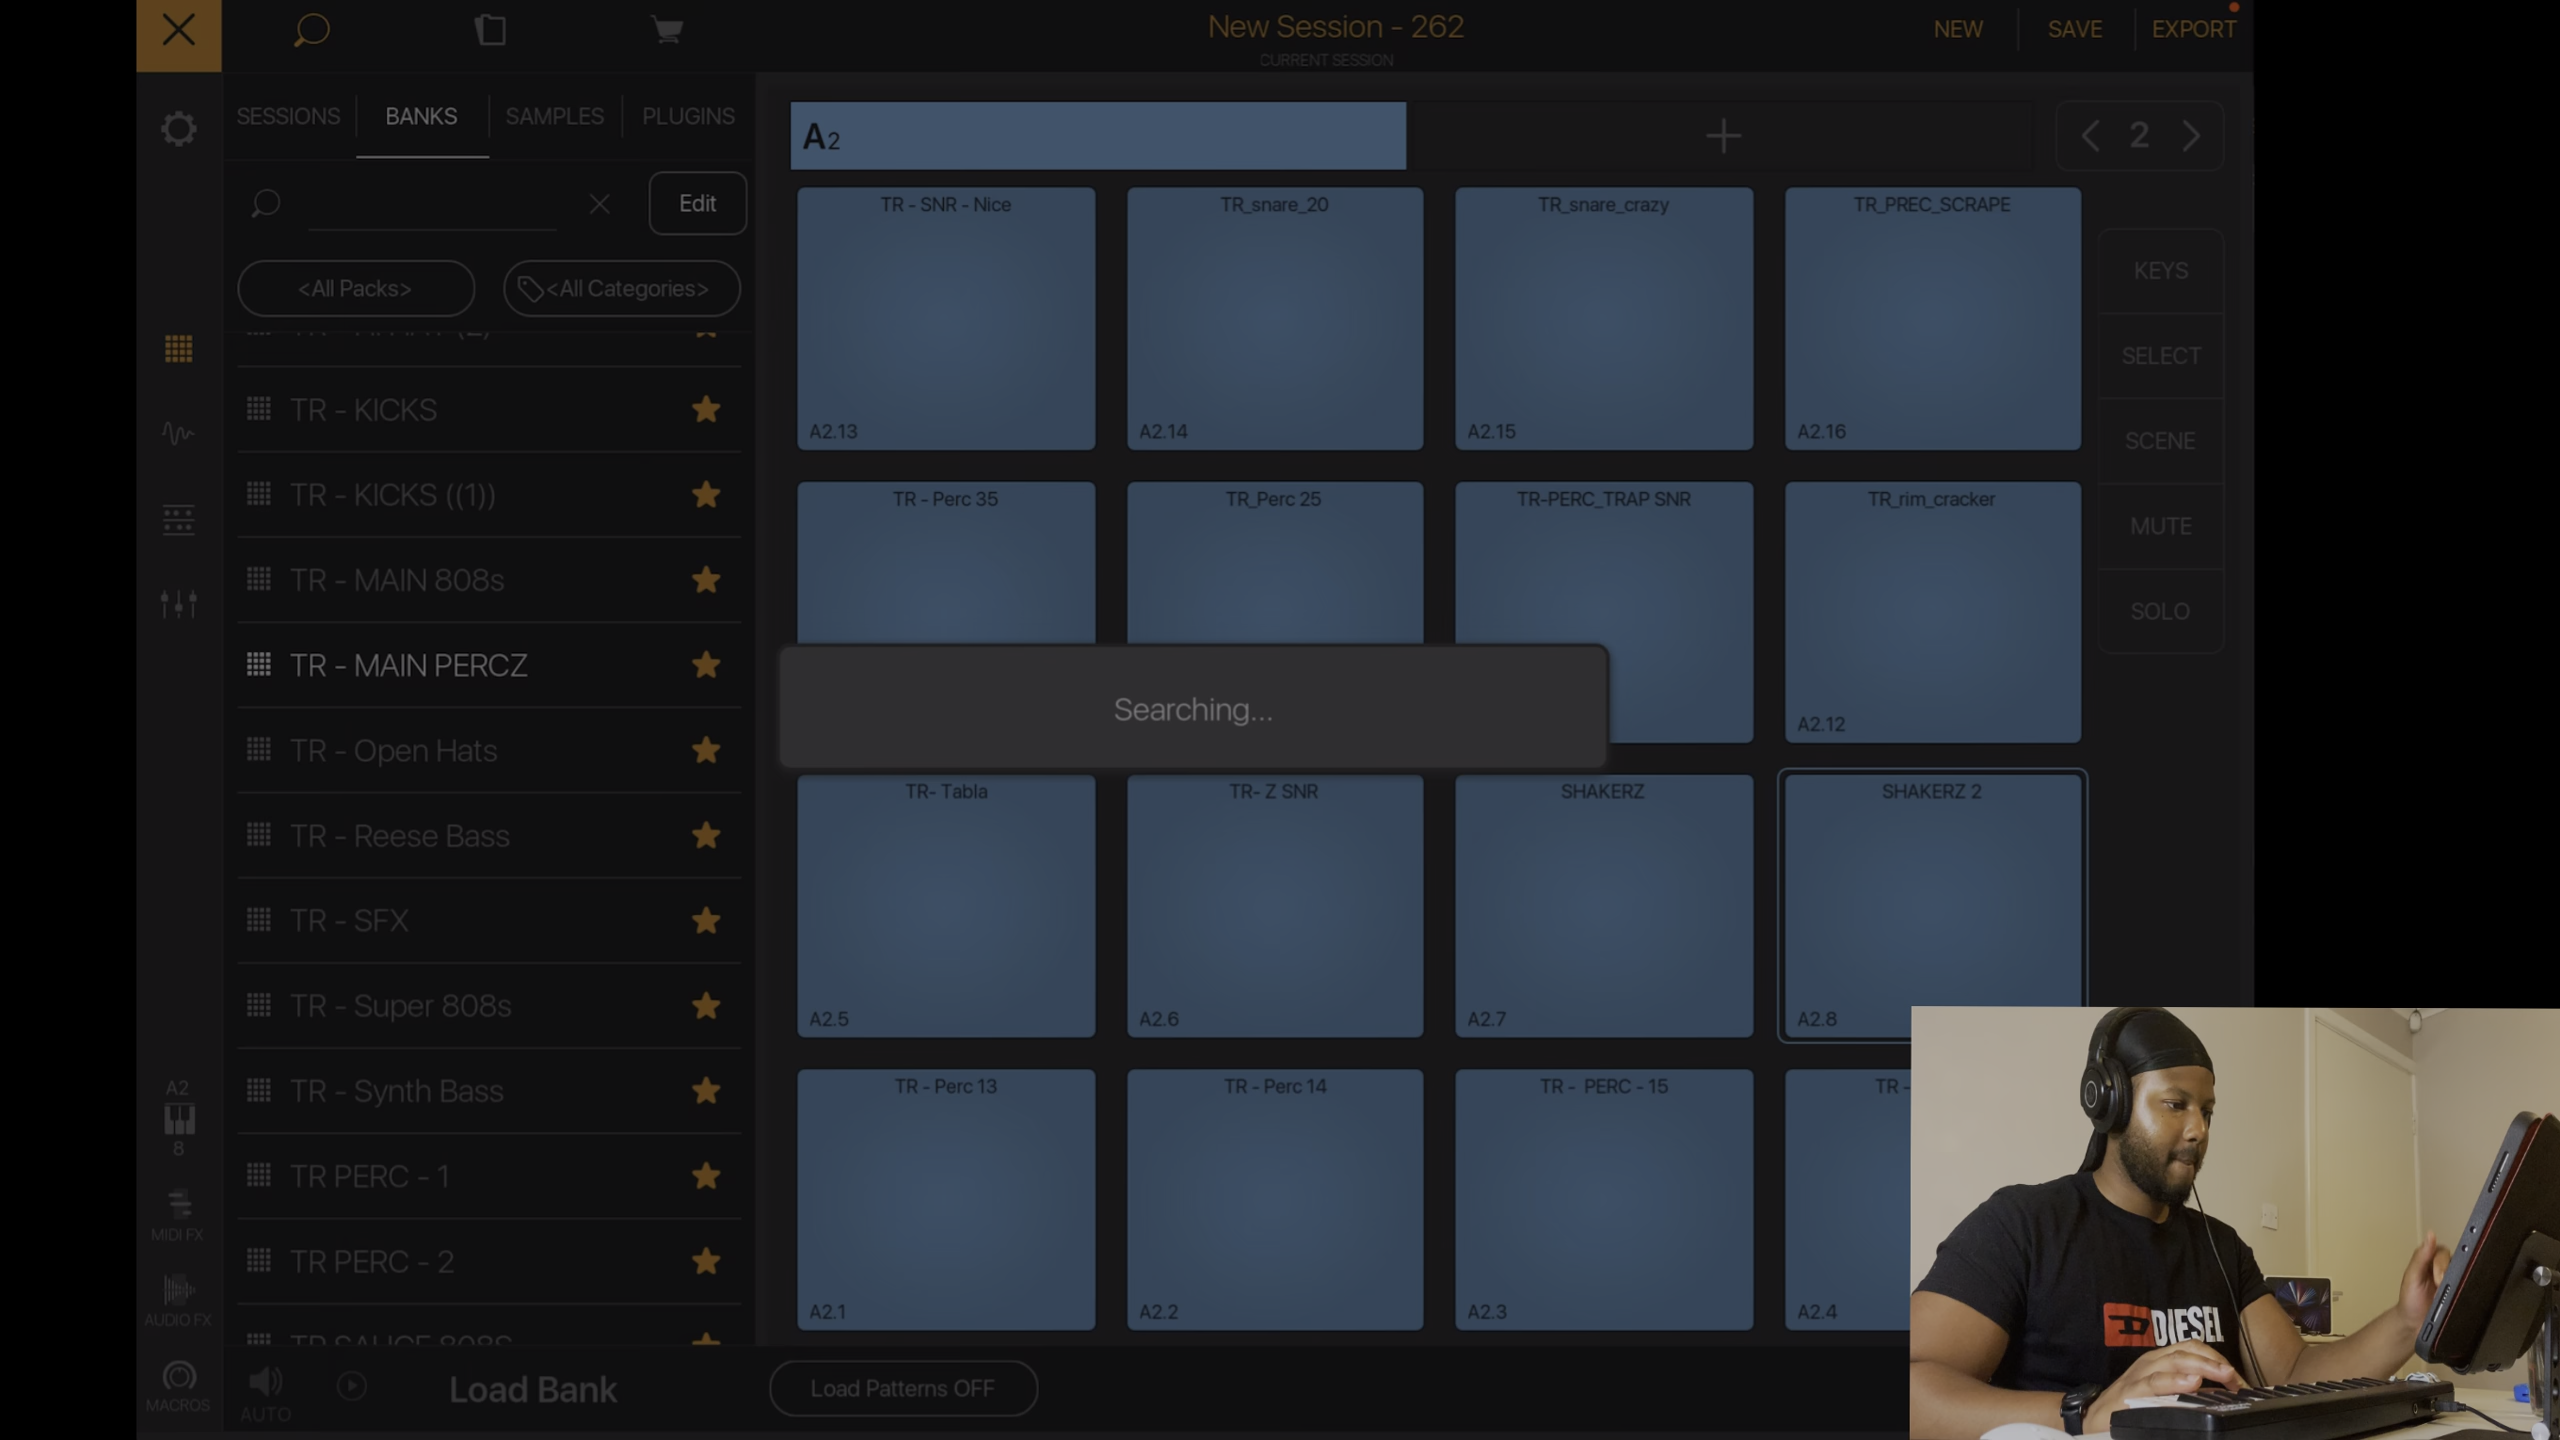 New Session - 262
CURRENT SESSION
NEW
SAVE
EXPORT
SESSIONS
BANKS
SAMPLES
PLUGINS
A2
2
Edit
<All Packs>
<All Categories>
TR - KICKS
TR - KICKS ((1))
TR - MAIN 808s
TR - MAIN PERCZ
TR - Open Hats
TR - Reese Bass
TR - SFX
TR - Super 808s
TR - Synth Bass
TR PERC - 1
TR PERC - 2
TR SAUCE 808S
TR - SNR - Nice
A2.13
TR_snare_20
A2.14
TR_snare_crazy
A2.15
TR_PREC_SCRAPE
A2.16
TR - Perc 35
TR_Perc 25
TR-PERC_TRAP SNR
TR_rim_cracker
A2.12
Searching...
TR- Tabla
A2.5
TR- Z SNR
A2.6
SHAKERZ
A2.7
SHAKERZ 2
A2.8
TR - Perc 13
A2.1
TR - Perc 14
A2.2
TR - PERC - 15
A2.3
TR -
A2.4
KEYS
SELECT
SCENE
MUTE
SOLO
A2
8
MIDI FX
AUDIO FX
MACROS
AUTO
Load Bank
Load Patterns OFF
DIESEL